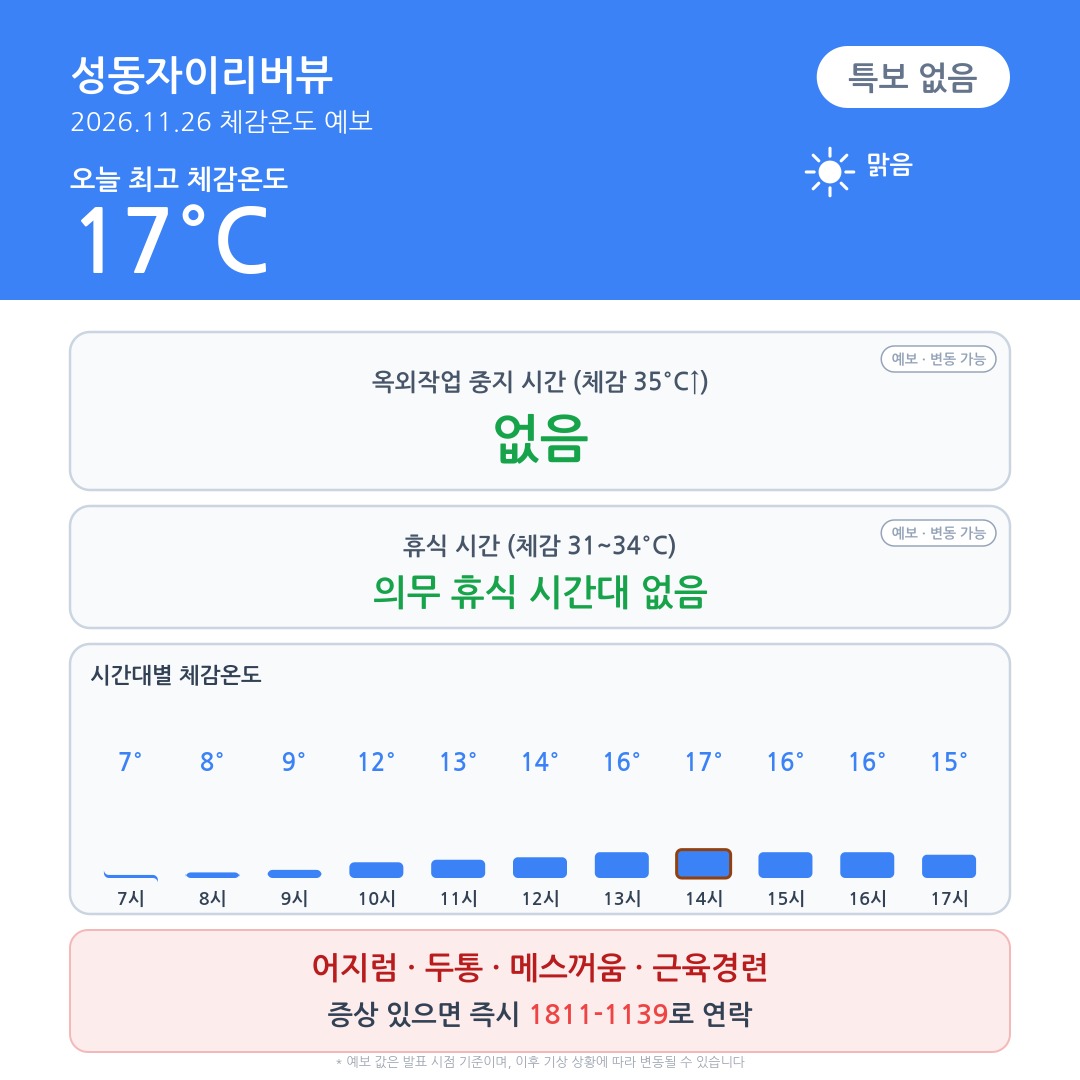 성동자이리버뷰
특보 없음
2026.11.26 체감온도 예보
맑음
오늘 최고 체감온도
17°C
예보 · 변동 가능
옥외작업 중지 시간 (체감 35°C↑)
없음
예보 · 변동 가능
휴식 시간 (체감 31~34°C)
의무 휴식 시간대 없음
시간대별 체감온도
7° 8° 9° 12° 13° 14° 16° 17° 16° 16° 15°
7시 8시 9시 10시 11시 12시 13시 14시 15시 16시 17시
어지럼 · 두통 · 메스꺼움 · 근육경련
증상 있으면 즉시 1811-1139로 연락
* 예보 값은 발표 시점 기준이며, 이후 기상 상황에 따라 변동될 수 있습니다